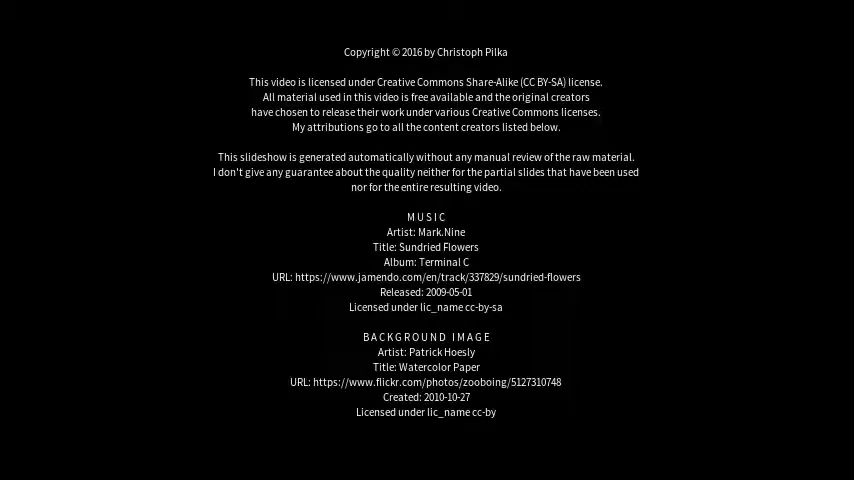 Copyright © 2016 by Christoph Pilka
This video is licensed under Creative Commons Share-Alike (CC BY-SA) license.
All material used in this video is free available and the original creators
have chosen to release their work under various Creative Commons licenses.
My attributions go to all the content creators listed below.
This slideshow is generated automatically without any manual review of the raw material.
I don't give any guarantee about the quality neither for the partial slides that have been used
nor for the entire resulting video.
MUSIC
Artist: Mark.Nine
Title: Sundried Flowers
Album: Terminal C
URL: https://www.jamendo.com/en/track/337829/sundried-flowers
Released: 2009-05-01
Licensed under lic_name cc-by-sa
BACKGROUND IMAGE
Artist: Patrick Hoesly
Title: Watercolor Paper
URL: https://www.flickr.com/photos/zooboing/5127310748
Created: 2010-10-27
Licensed under lic_name cc-by